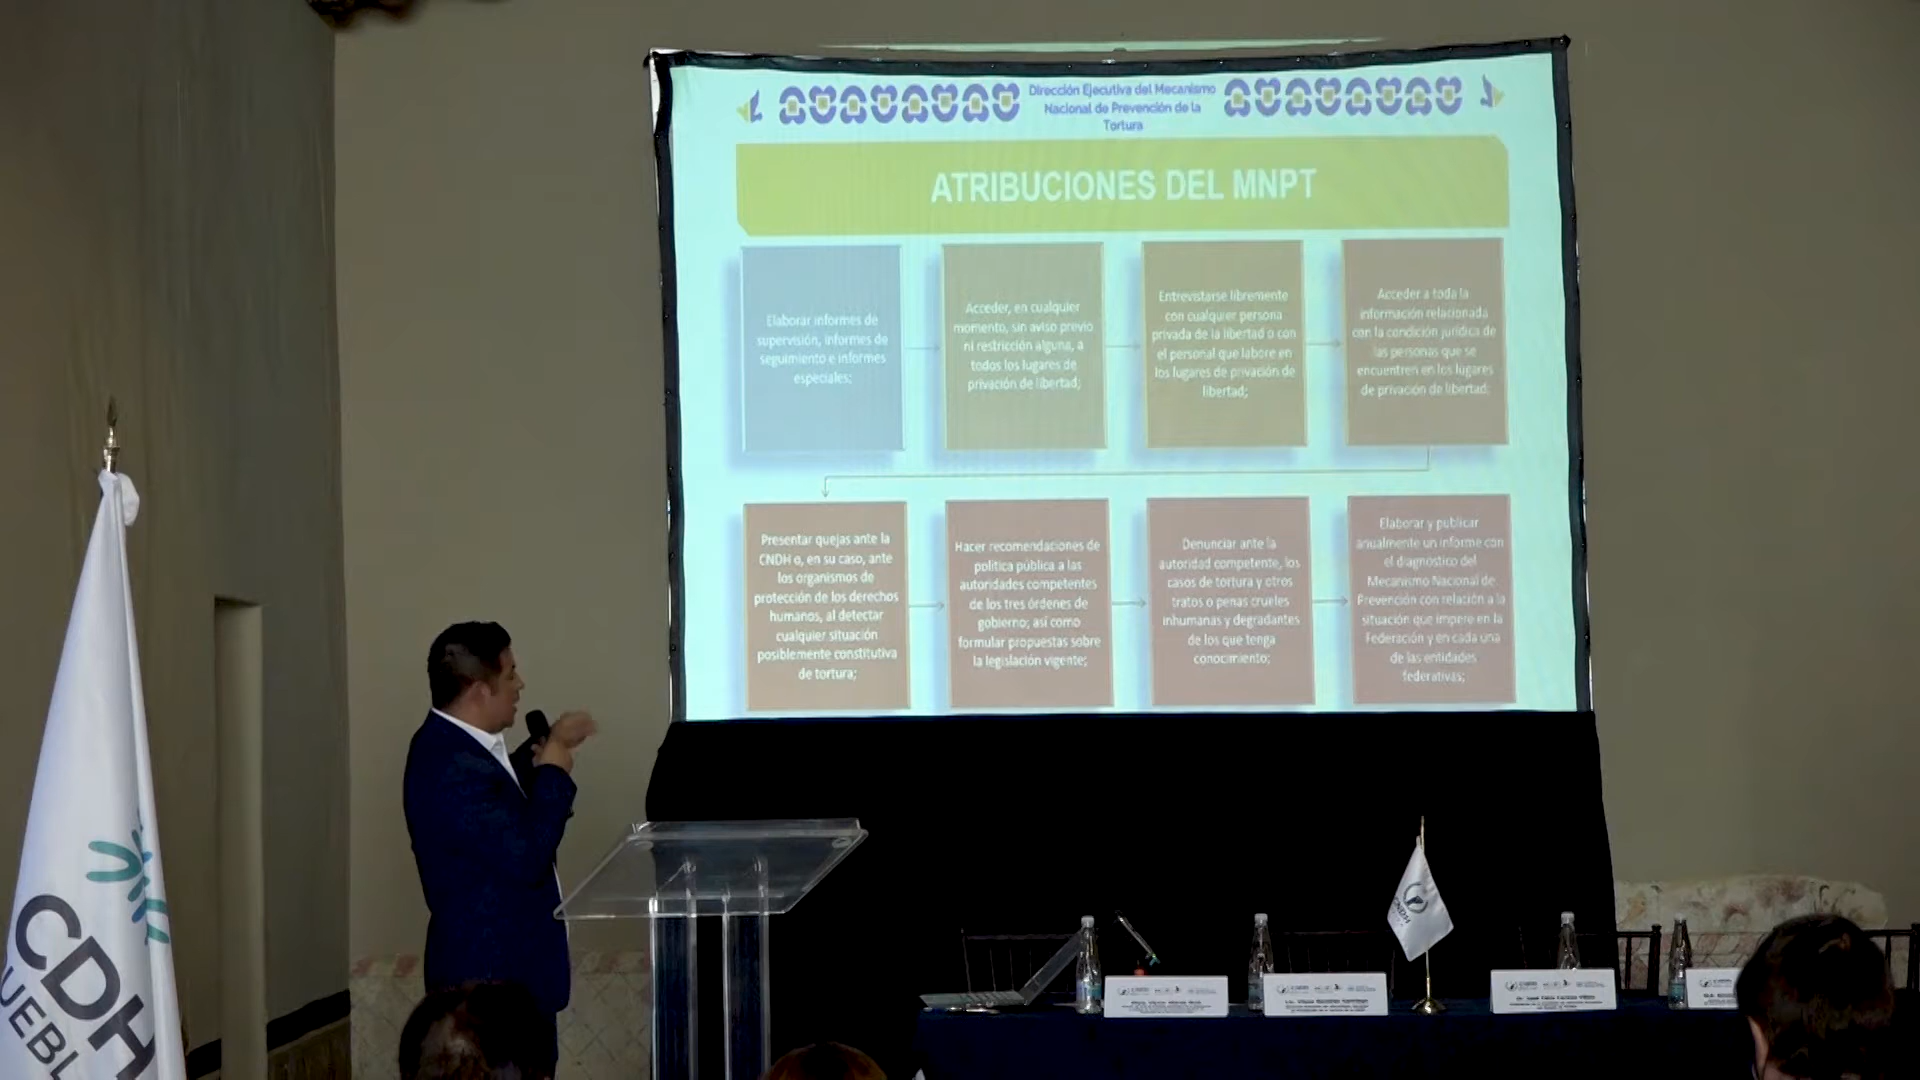 Dirección Ejecutiva del Mecanismo
Nacional de Prevención de la
Tortura
ATRIBUCIONES DEL MNPT
Elaborar informes de
supervisión, informes de
seguimiento e informes
especiales;
Acceder, en cualquier
momento, sin aviso previo
ni restricción alguna, a
todos los lugares de
privación de libertad;
Entrevistarse libremente
con cualquier persona
privada de la libertad o con
el personal que labore en
los lugares de privación de
libertad;
Acceder a toda la
información relacionada
con la condición jurídica de
las personas que se
encuentren en los lugares
de privación de libertad;
Presentar quejas ante la
CNDH o, en su caso, ante
los organismos de
protección de los derechos
humanos, al detectar
cualquier situación
posiblemente constitutiva
de tortura;
Hacer recomendaciones de
política pública a las
autoridades competentes
de los tres órdenes de
gobierno; así como
formular propuestas sobre
la legislación vigente;
Denunciar ante la
autoridad competente, los
casos de tortura y otros
tratos o penas crueles
inhumanas y degradantes
de los que tenga
conocimiento;
Elaborar y publicar
anualmente un informe con
el diagnóstico del
Mecanismo Nacional de
Prevención con relación a la
situación que impere en la
Federación y en cada una
de las entidades
federativas;
CDH
CNDH